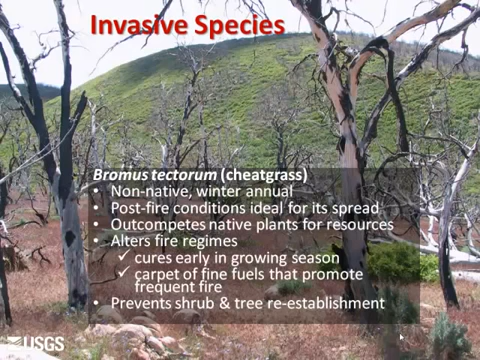 Invasive Species
Bromus tectorum (cheatgrass)
• Non-native, winter annual
• Post-fire conditions ideal for its spread
• Outcompetes native plants for resources
• Alters fire regimes
✓ cures early in growing season
✓ carpet of fine fuels that promote
frequent fire
• Prevents shrub & tree re-establishment
USGS